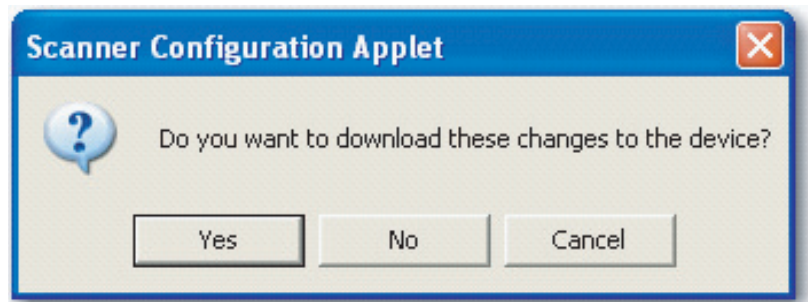 Scanner Configuration Applet
Do you want to download these changes to the device?
Yes
No
Cancel